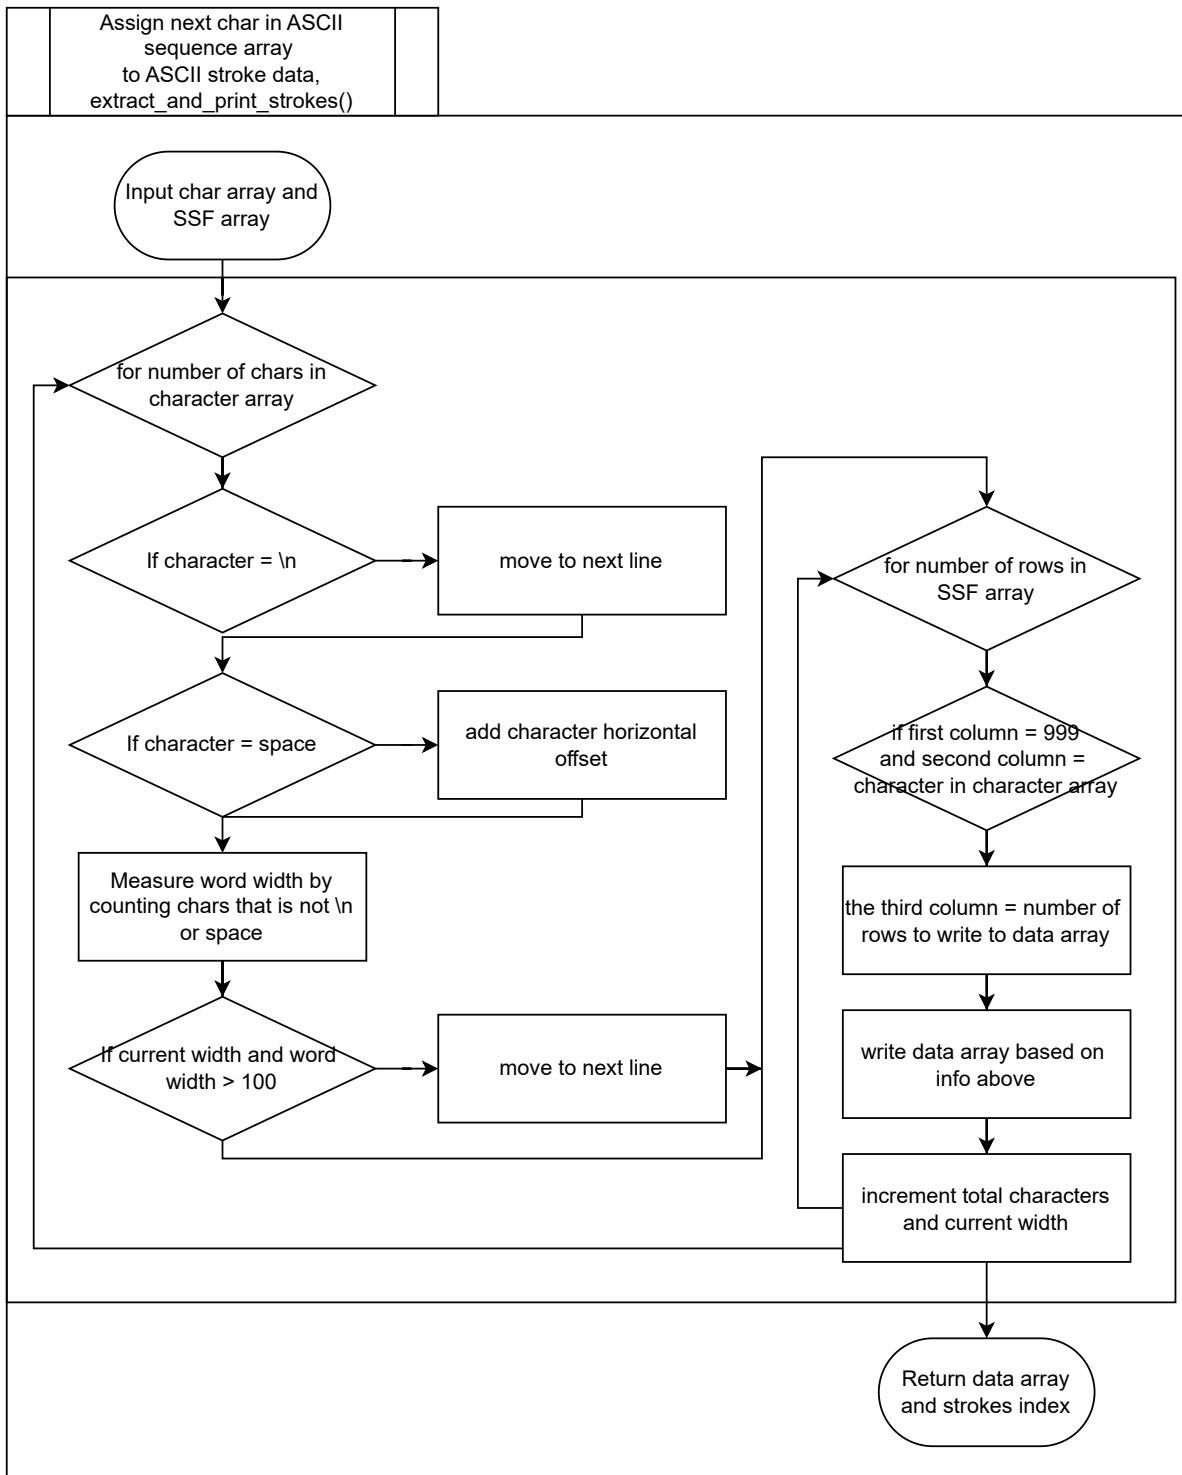 Assign next char in ASCII
sequence array
to ASCII stroke data,
extract_and_print_strokes()
Input char array and
SSF array
for number of chars in
character array
If character = \n
move to next line
If character = space
add character horizontal
offset
Measure word width by
counting chars that is not \n
or space
If current width and word
width > 100
move to next line
for number of rows in
SSF array
if first column = 999
and second column =
character in character array
the third column = number of
rows to write to data array
write data array based on
info above
increment total characters
and current width
Return data array
and strokes index